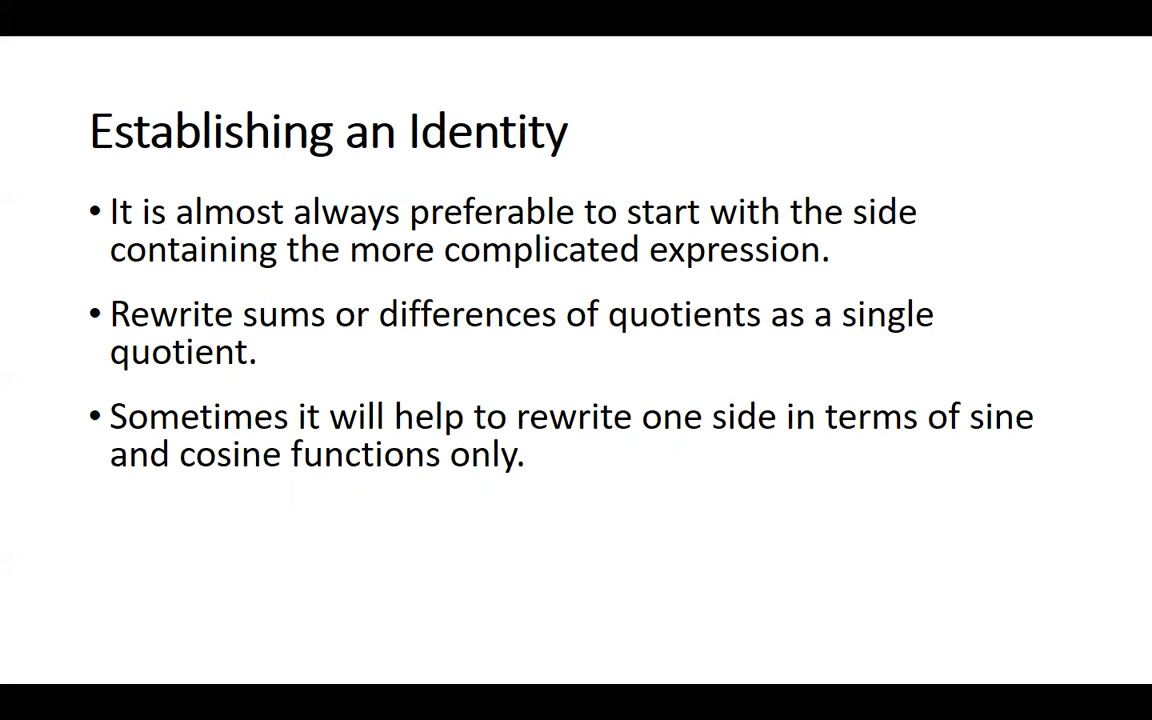 Establishing an Identity
• It is almost always preferable to start with the side
containing the more complicated expression.
• Rewrite sums or differences of quotients as a single
quotient.
• Sometimes it will help to rewrite one side in terms of sine
and cosine functions only.